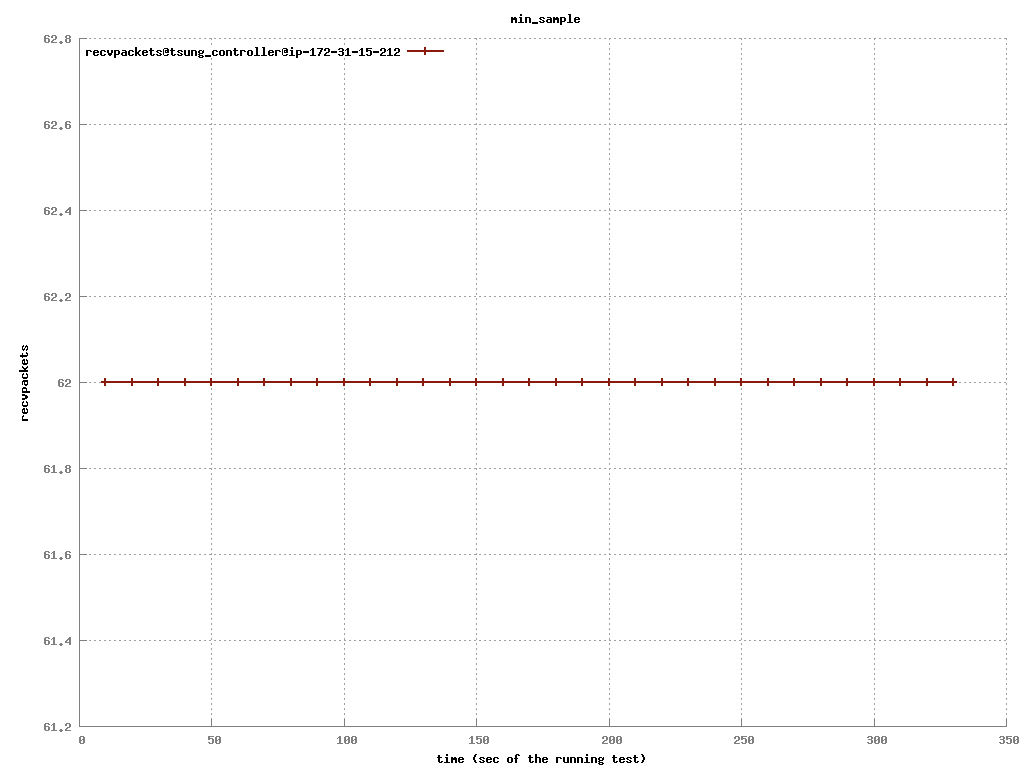 min_sample
62.8
recvpackets@tsung_controller@ip-172-31-15-212
62.6
62.4
62.2
62
61.8
61.6
61.4
61.2
recvpackets
0 50 100 150 200 250 300 350
time (sec of the running test)